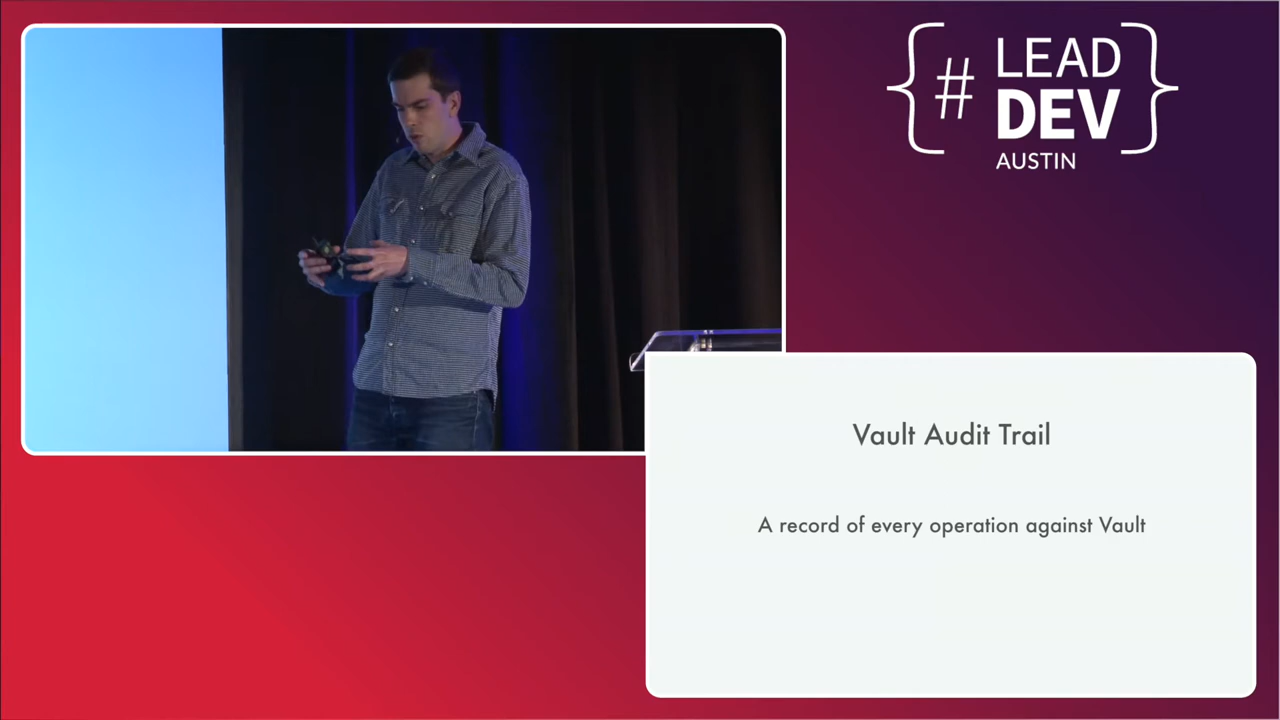 # LEAD
DEV
AUSTIN
Vault Audit Trail
A record of every operation against Vault